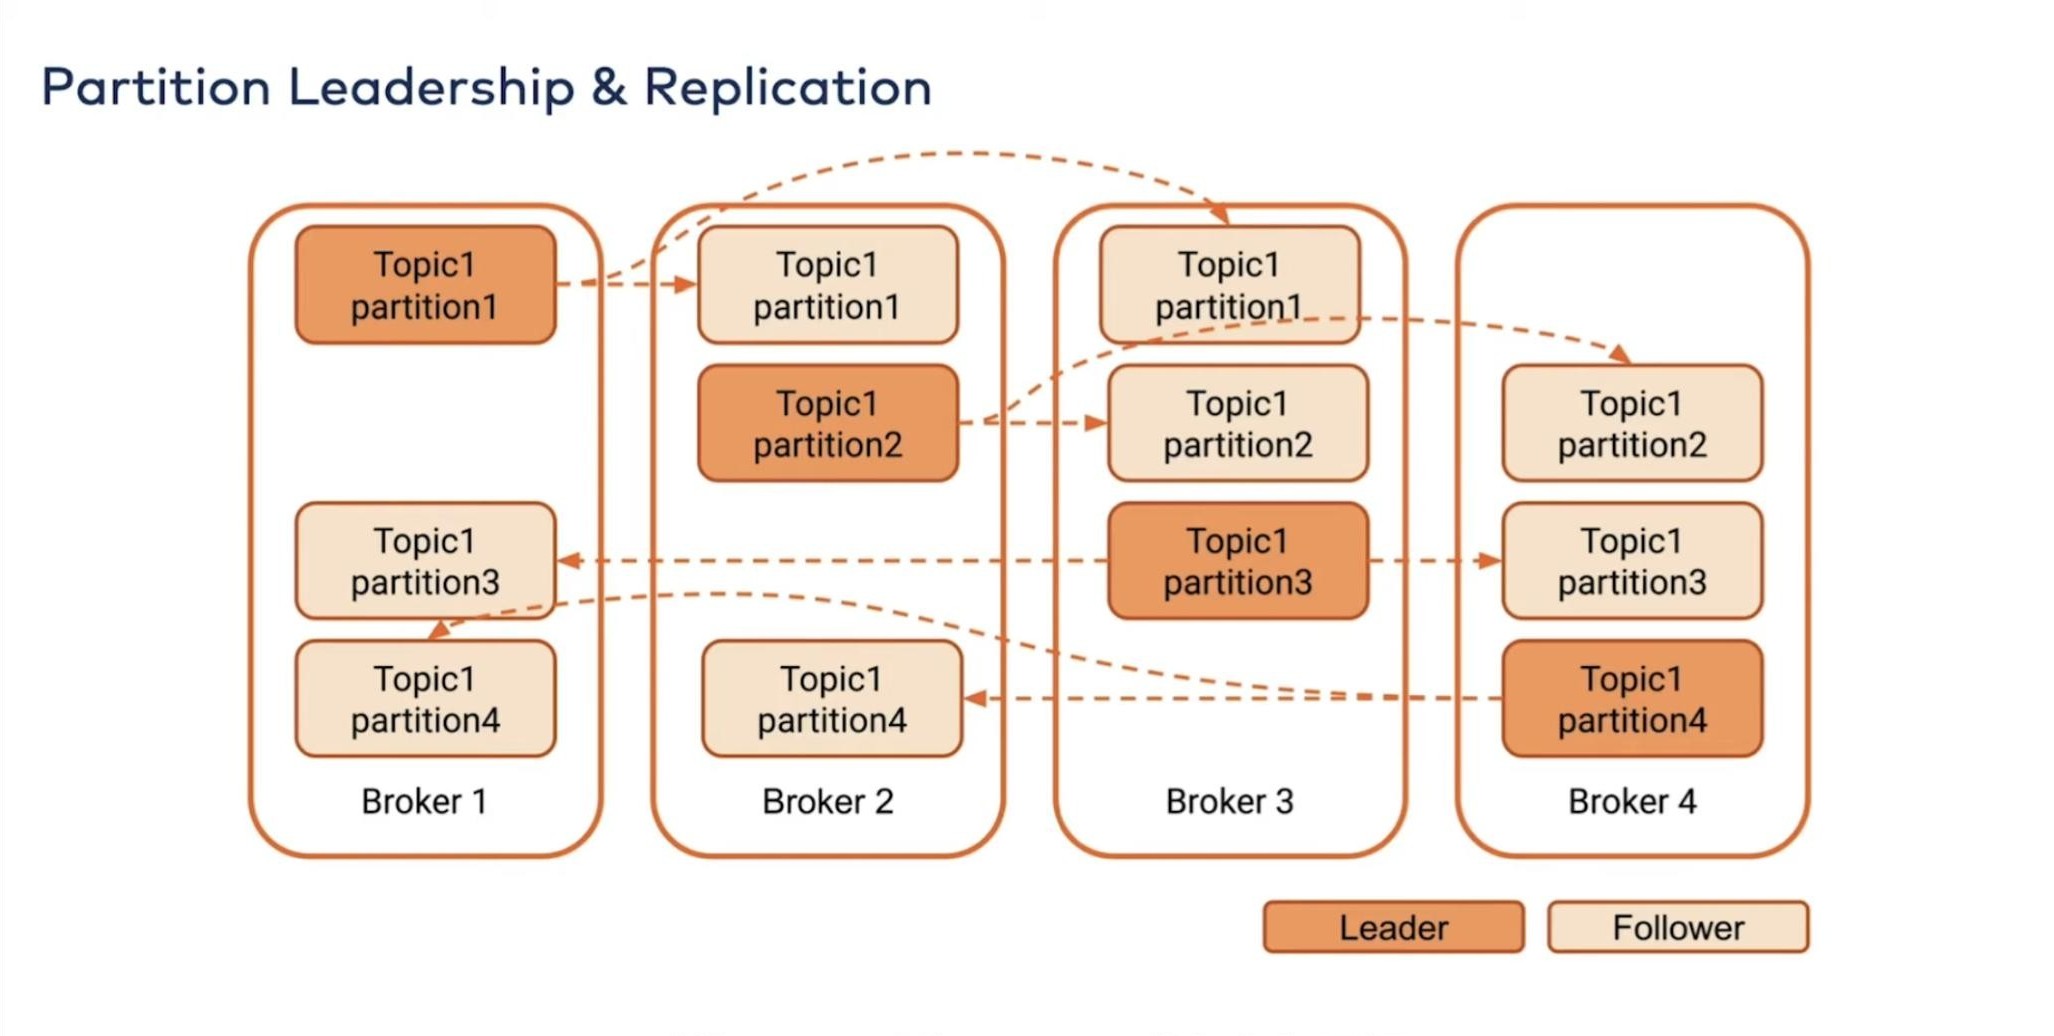 Partition Leadership & Replication
Topic1
partition1
Topic1
partition3
Topic1
partition4
Broker 1
Topic1
partition1
Topic1
partition2
Topic1
partition4
Broker 2
Topic1
partition1
Topic1
partition2
Topic1
partition3
Broker 3
Topic1
partition2
Topic1
partition3
Topic1
partition4
Broker 4
Leader
Follower